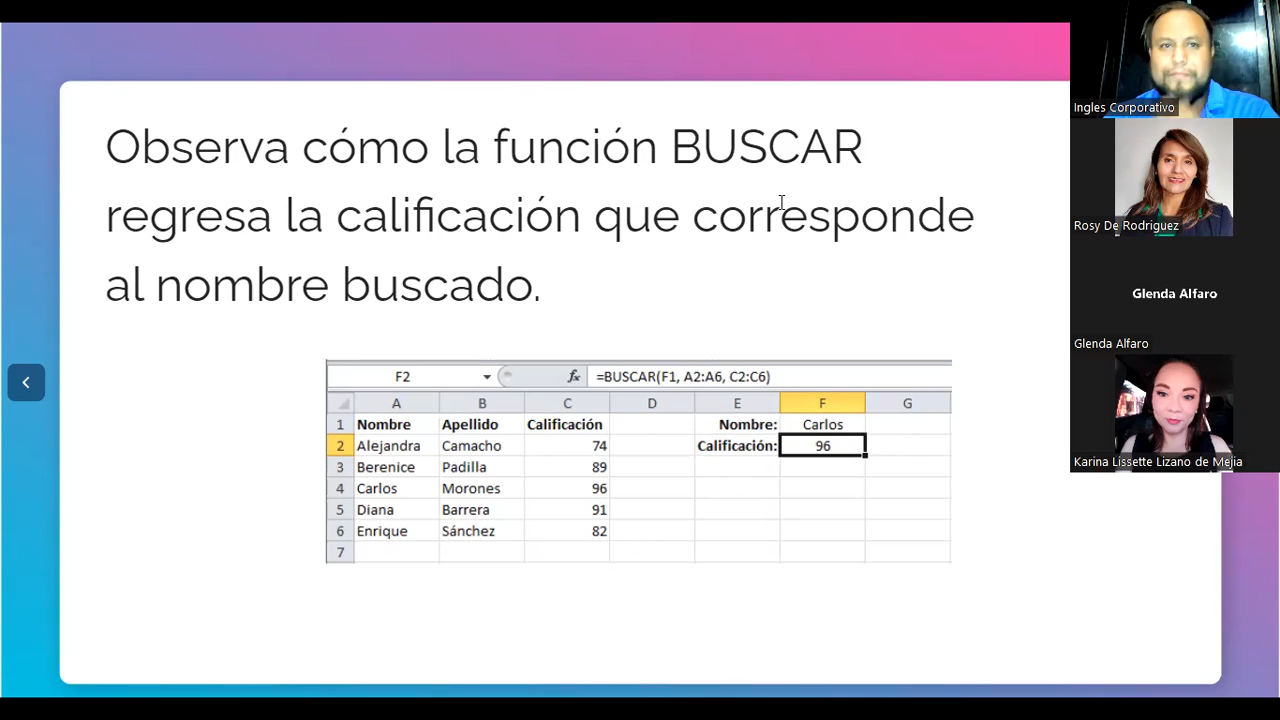 Observa cómo la función BUSCAR
regresa la calificación que corresponde
al nombre buscado.
F2 fx =BUSCAR(F1, A2:A6, C2:C6)
A B C D E F G
1 Nombre Apellido Calificación Nombre: Carlos
2 Alejandra Camacho 74 Calificación: 96
3 Berenice Padilla 89
4 Carlos Morones 96
5 Diana Barrera 91
6 Enrique Sánchez 82
7
Ingles Corporativo
Rosy De Rodriguez
Glenda Alfaro
Glenda Alfaro
Karina Lissette Lizano de Mejia